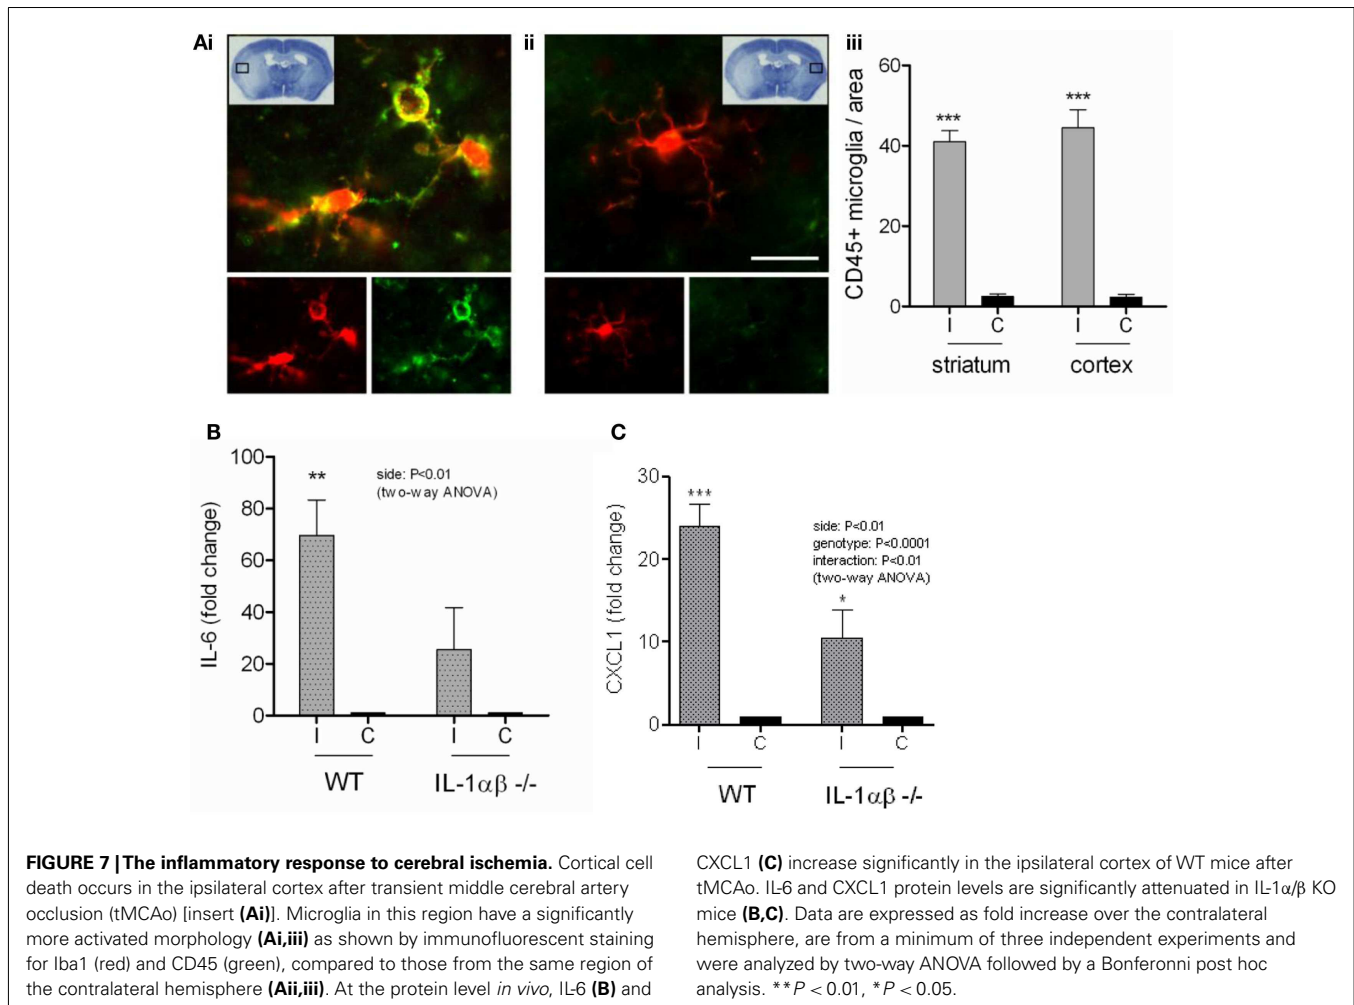 Ai
ii
iii
60
40
20
0
CD45+ microglia / area
***
***
I C I C
striatum cortex
B
100
80
60
40
20
0
IL-6 (fold change)
**
side: P<0.01
(two-way ANOVA)
I C I C
WT IL-1αβ -/-
C
30
20
10
0
CXCL1 (fold change)
***
side: P<0.01
genotype: P<0.0001
interaction: P<0.01
(two-way ANOVA)
*
I C I C
WT IL-1αβ -/-
FIGURE 7 | The inflammatory response to cerebral ischemia. Cortical cell
death occurs in the ipsilateral cortex after transient middle cerebral artery
occlusion (tMCAo) [insert (Ai)]. Microglia in this region have a significantly
more activated morphology (Ai,iii) as shown by immunofluorescent staining
for Iba1 (red) and CD45 (green), compared to those from the same region of
the contralateral hemisphere (Aii,iii). At the protein level in vivo, IL-6 (B) and
CXCL1 (C) increase significantly in the ipsilateral cortex of WT mice after
tMCAo. IL-6 and CXCL1 protein levels are significantly attenuated in IL-1α/β KO
mice (B,C). Data are expressed as fold increase over the contralateral
hemisphere, are from a minimum of three independent experiments and
were analyzed by two-way ANOVA followed by a Bonferonni post hoc
analysis. **P < 0.01, *P < 0.05.